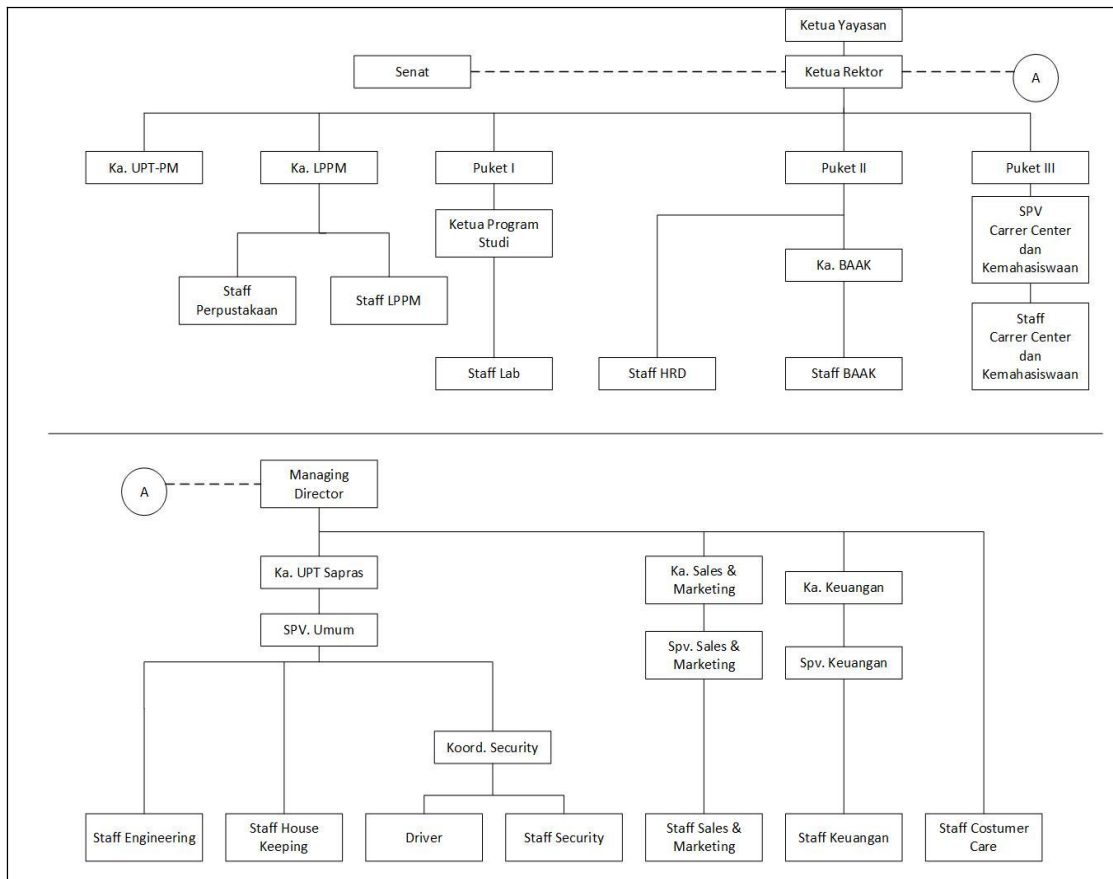 Ketua Yayasan
Senat
Ketua Rektor
A
Ka. UPT-PM
Ka. LPPM
Puket I
Puket II
Puket III
Ketua Program
Studi
SPV
Carrer Center
dan
Kemahasiswaan
Ka. BAAK
Staff
Perpustakaan
Staff LPPM
Staff
Carrer Center
dan
Kemahasiswaan
Staff Lab
Staff HRD
Staff BAAK
A
Managing
Director
Ka. UPT Sapras
Ka. Sales &
Marketing
Ka. Keuangan
SPV. Umum
Spv. Sales &
Marketing
Spv. Keuangan
Koord. Security
Staff Engineering
Staff House
Keeping
Driver
Staff Security
Staff Sales &
Marketing
Staff Keuangan
Staff Costumer
Care